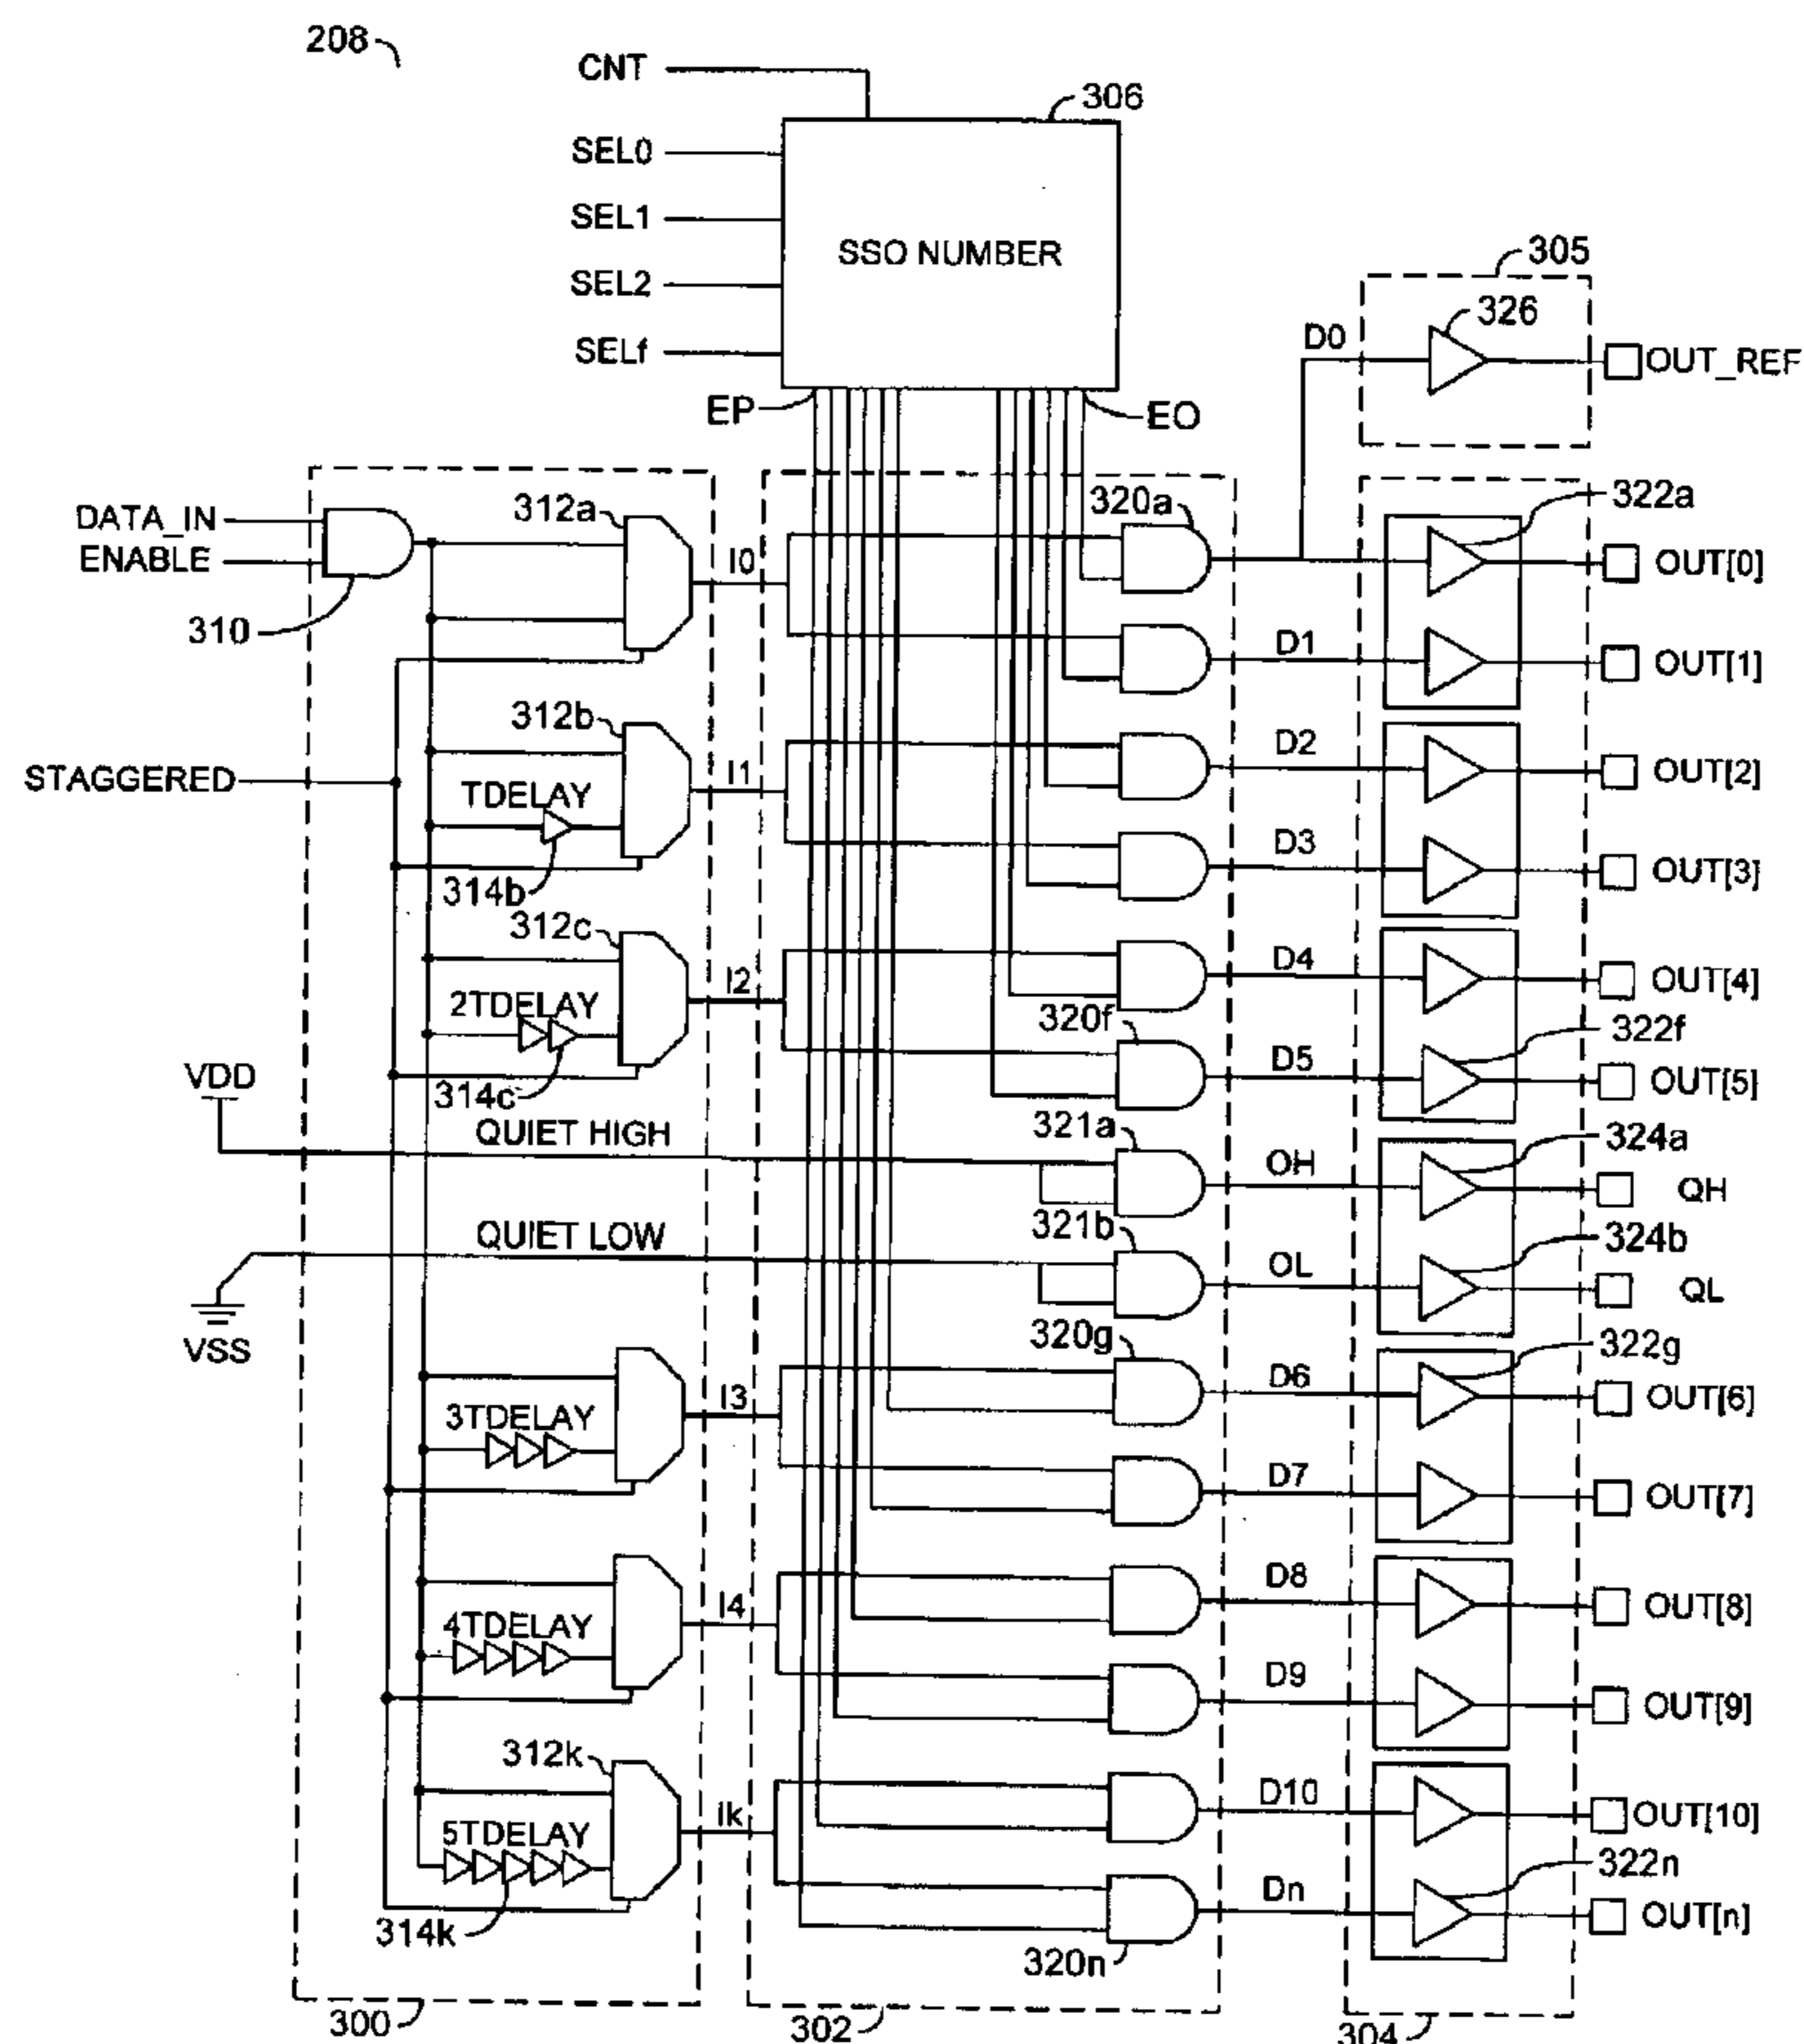 208
CNT
306
SEL0
SEL1
SSO NUMBER
SEL2
305
326
SELf
D0
OUT_REF
EP
EO
DATA_IN
312a
320a
322a
ENABLE
I0
OUT[0]
310
D1
OUT[1]
312b
D2
OUT[2]
STAGGERED
TDELAY
I1
D3
OUT[3]
314b
312c
D4
OUT[4]
2TDELAY
I2
320f
322f
VDD
314c
D5
OUT[5]
QUIET HIGH
321a
OH
324a
QH
QUIET LOW
321b
OL
324b
QL
VSS
320g
322g
I3
D6
OUT[6]
3TDELAY
D7
OUT[7]
D8
OUT[8]
4TDELAY
I4
D9
OUT[9]
312k
D10
OUT[10]
5TDELAY
Ik
322n
Dn
OUT[n]
314k
320n
300
302
304